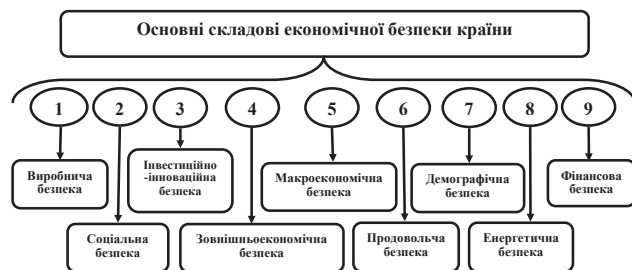 Основні складові економічної безпеки країни
1 2 3 4 5 6 7 8 9
Виробнича
безпека
Соціальна
безпека
Інвестиційно
-інноваційна
безпека
Зовнішньоекономічна
безпека
Макроекономічна
безпека
Продовольча
безпека
Демографічна
безпека
Енергетична
безпека
Фінансова
безпека